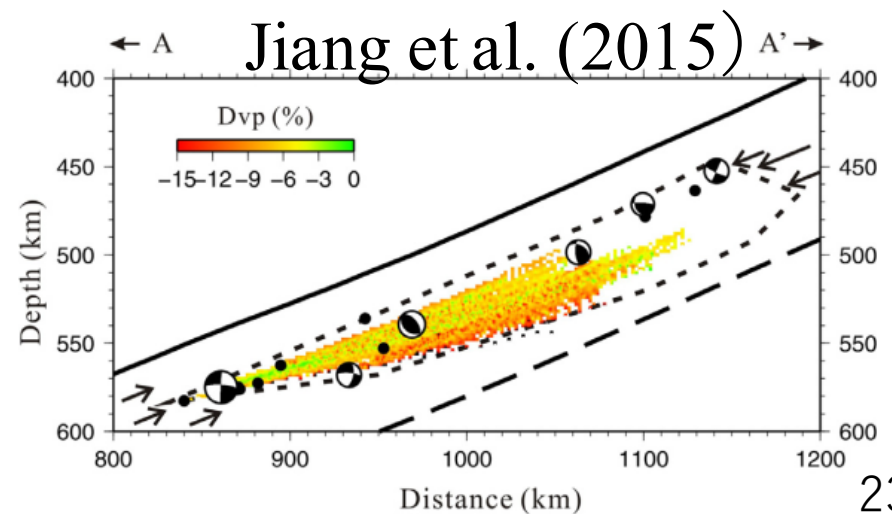 Jiang et al. (2015）
← A
A' →
400
400
Dvp (%)
−15−12−9 −6 −3 0
450
450
500
500
550
550
600
600
Depth (km)
800 900 1000 1100 1200
Distance (km)